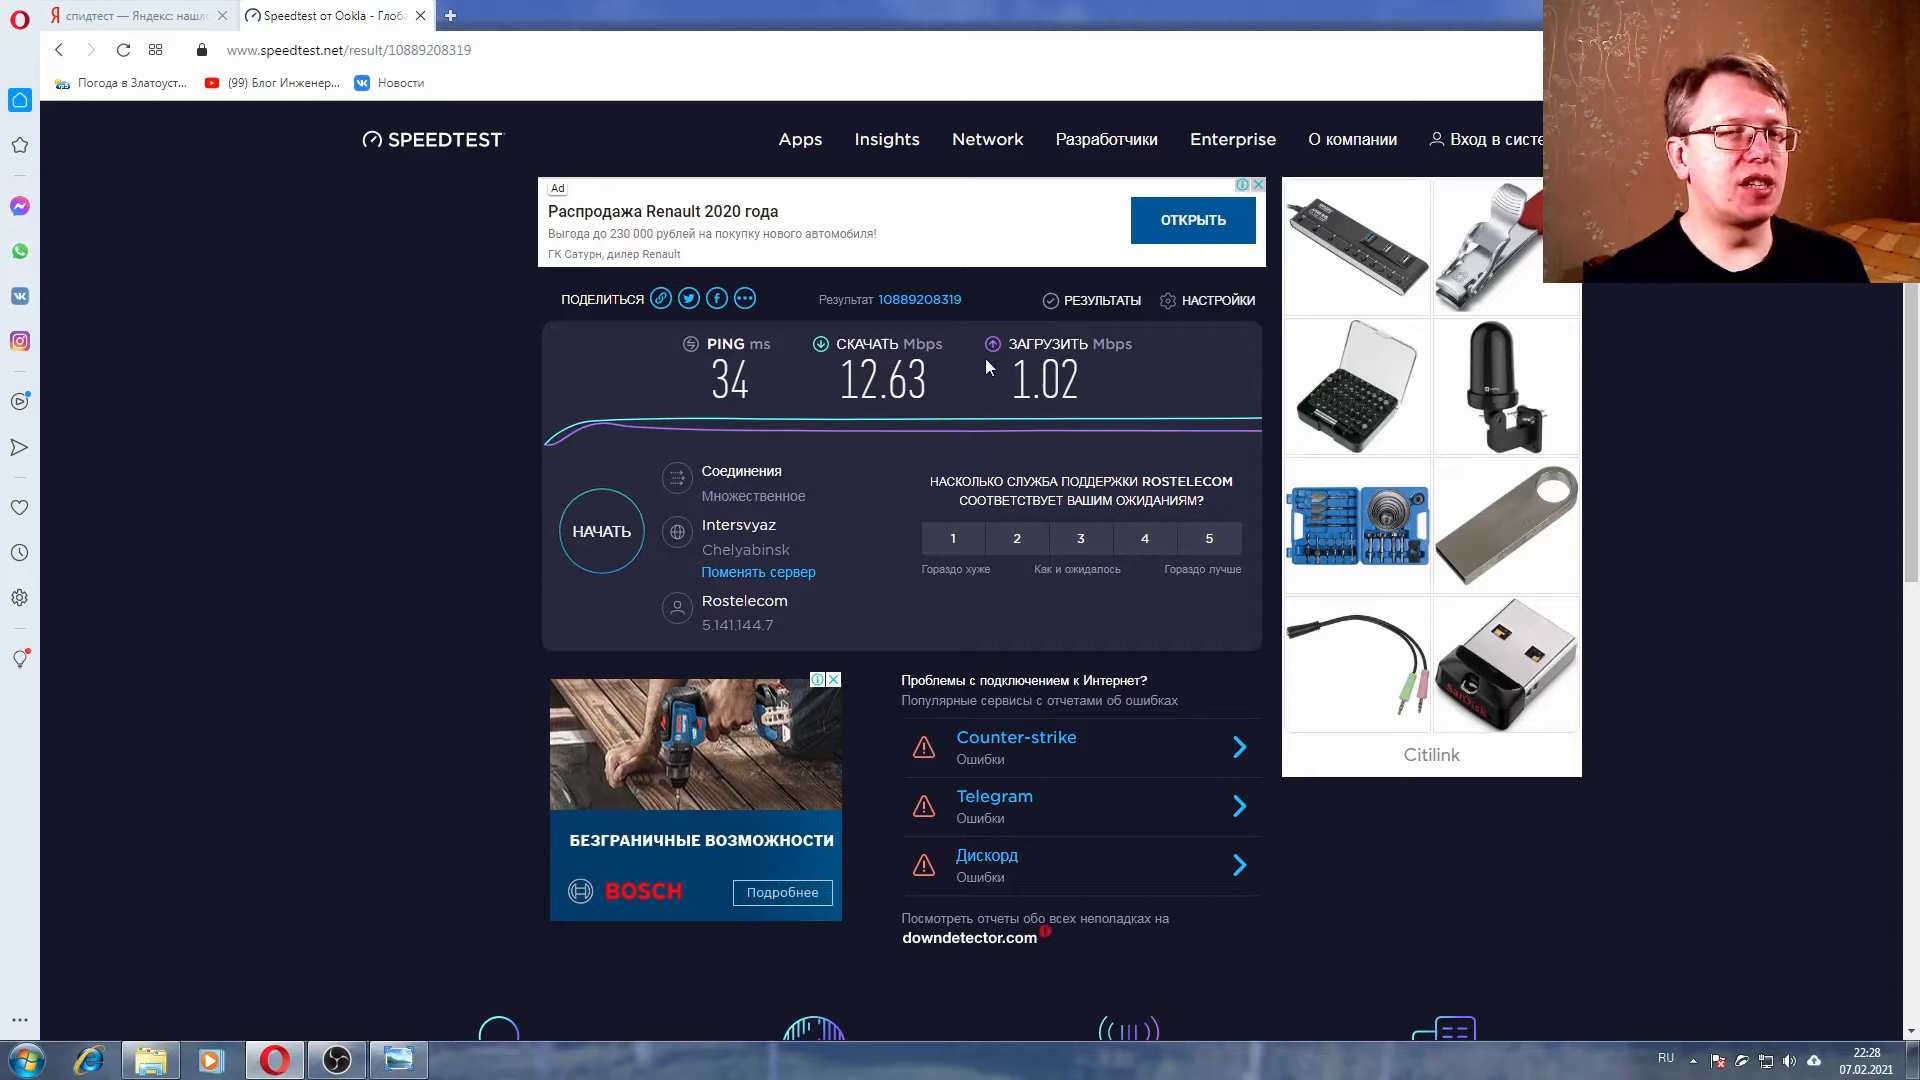 спидтест — Яндекс: нашл
Speedtest от Ookla - Глоба
www.speedtest.net/result/10889208319
Погода в Златоуст...
(99) Блог Инженер...
Новости
SPEEDTEST
Apps
Insights
Network
Разработчики
Enterprise
О компании
Вход в систе
Ad
Распродажа Renault 2020 года
Выгода до 230 000 рублей на покупку нового автомобиля!
ГК Сатурн, дилер Renault
ОТКРЫТЬ
ПОДЕЛИТЬСЯ
Результат 10889208319
РЕЗУЛЬТАТЫ
НАСТРОЙКИ
PING ms
34
СКАЧАТЬ Mbps
12.63
ЗАГРУЗИТЬ Mbps
1.02
НАЧАТЬ
Соединения
Множественное
Intersvyaz
Chelyabinsk
Поменять сервер
Rostelecom
5.141.144.7
НАСКОЛЬКО СЛУЖБА ПОДДЕРЖКИ ROSTELECOM
СООТВЕТСТВУЕТ ВАШИМ ОЖИДАНИЯМ?
1 2 3 4 5
Гораздо хуже
Как и ожидалось
Гораздо лучше
БЕЗГРАНИЧНЫЕ ВОЗМОЖНОСТИ
BOSCH
Подробнее
Проблемы с подключением к Интернет?
Популярные сервисы с отчетами об ошибках
Counter-strike
Ошибки
Telegram
Ошибки
Дискорд
Ошибки
Посмотреть отчеты обо всех неполадках на
downdetector.com
SanDisk
Citilink
RU
22:28
07.02.2021